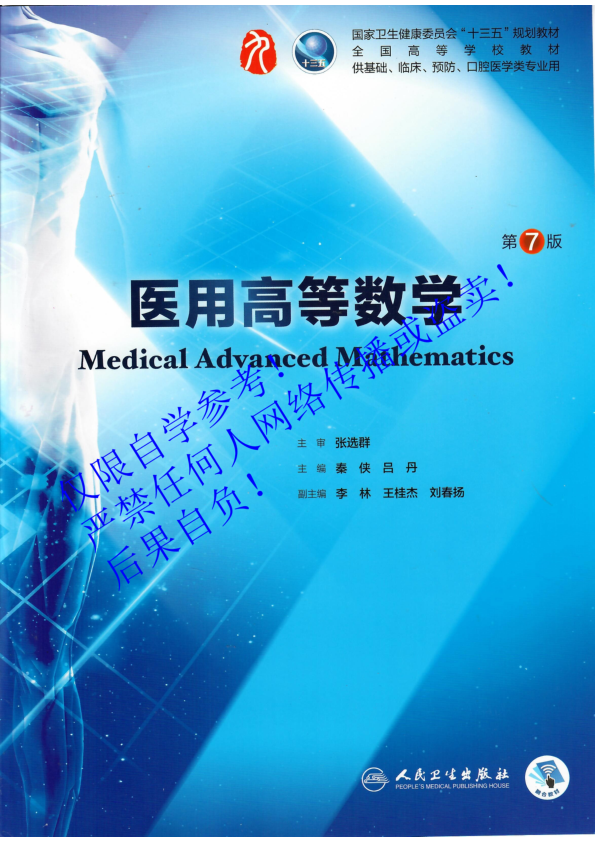 国家卫生健康委员会“十三五”规划教材
全国高等学校教材
供基础、临床、预防、口腔医学类专业用
十三五
第7版
医用高等数学
Medical Advanced Mathematics
仅限自学参考！
严禁任何人网络传播或盗卖！
后果自负！
主审 张选群
主编 秦侠 吕丹
副主编 李林 王桂杰 刘春扬
人民卫生出版社
PEOPLE'S MEDICAL PUBLISHING HOUSE
融合教材